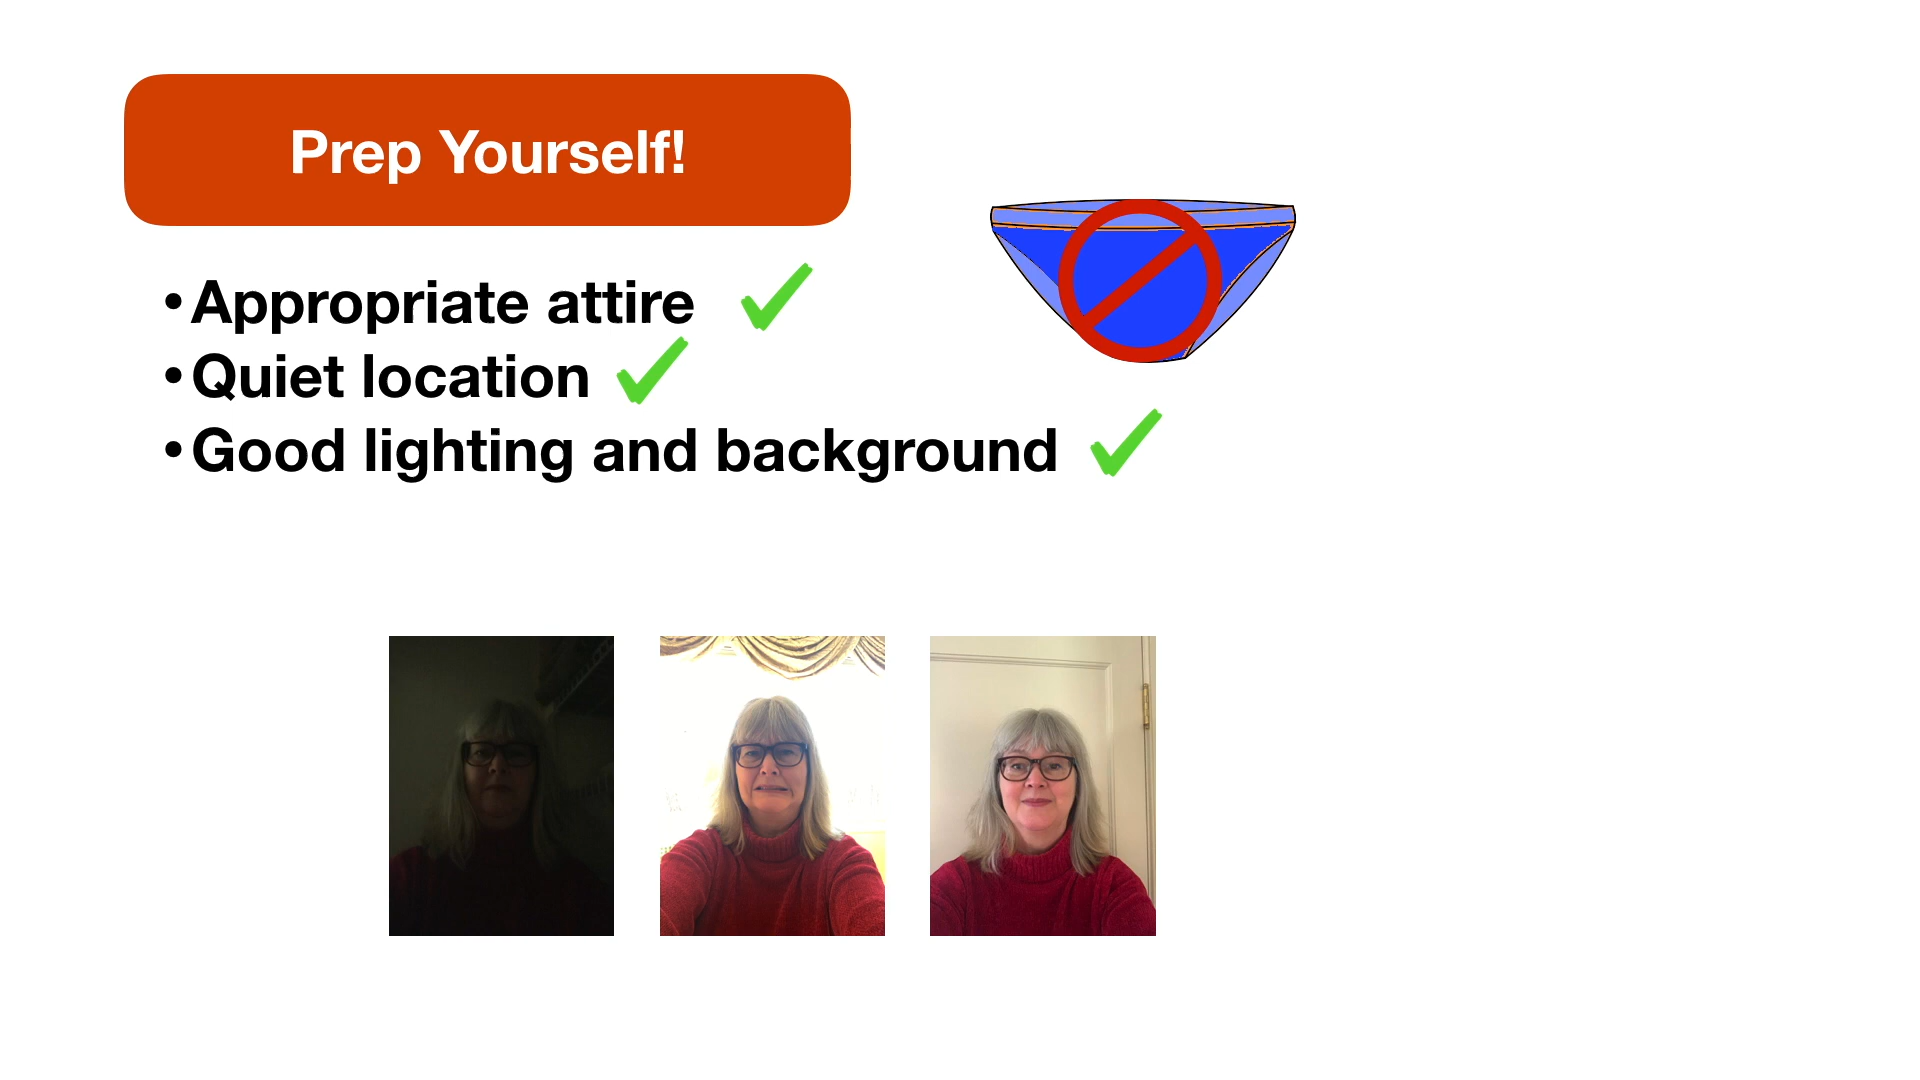 Prep Yourself!
•Appropriate attire
•Quiet location
•Good lighting and background